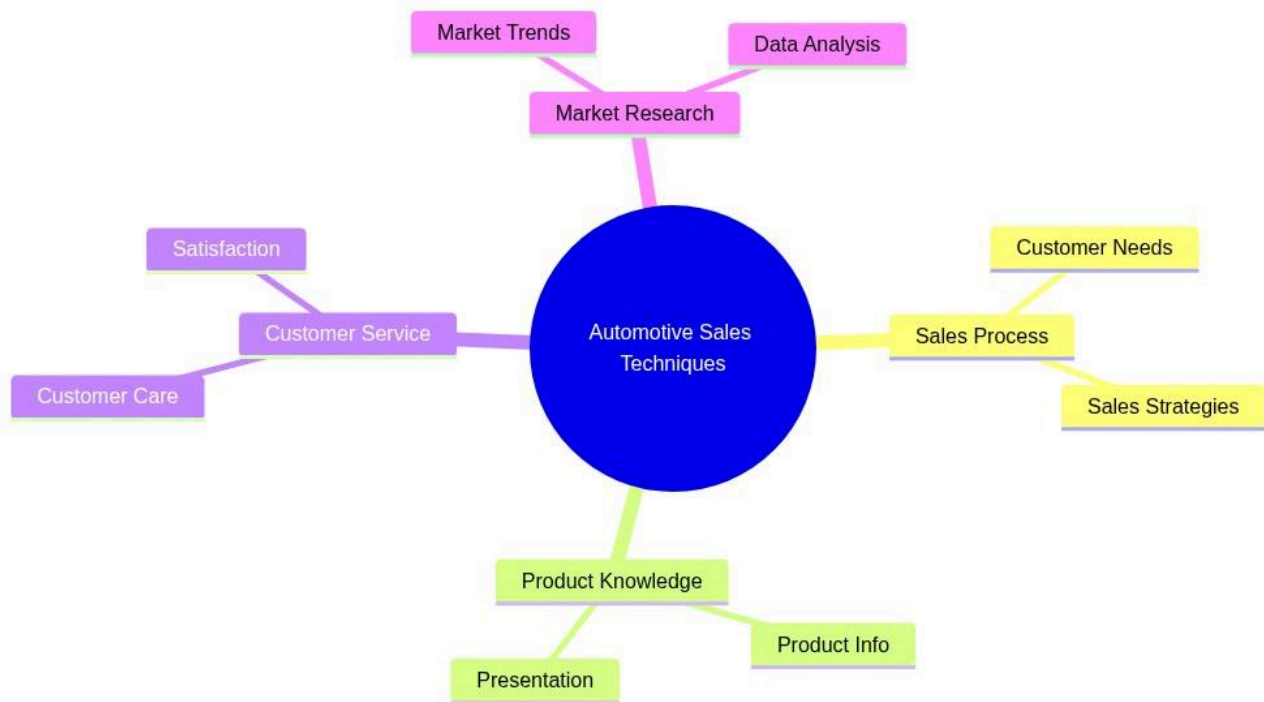 Market Trends
Data Analysis
Market Research
Satisfaction
Customer Needs
Customer Service
Automotive Sales
Techniques
Sales Process
Customer Care
Sales Strategies
Product Knowledge
Product Info
Presentation